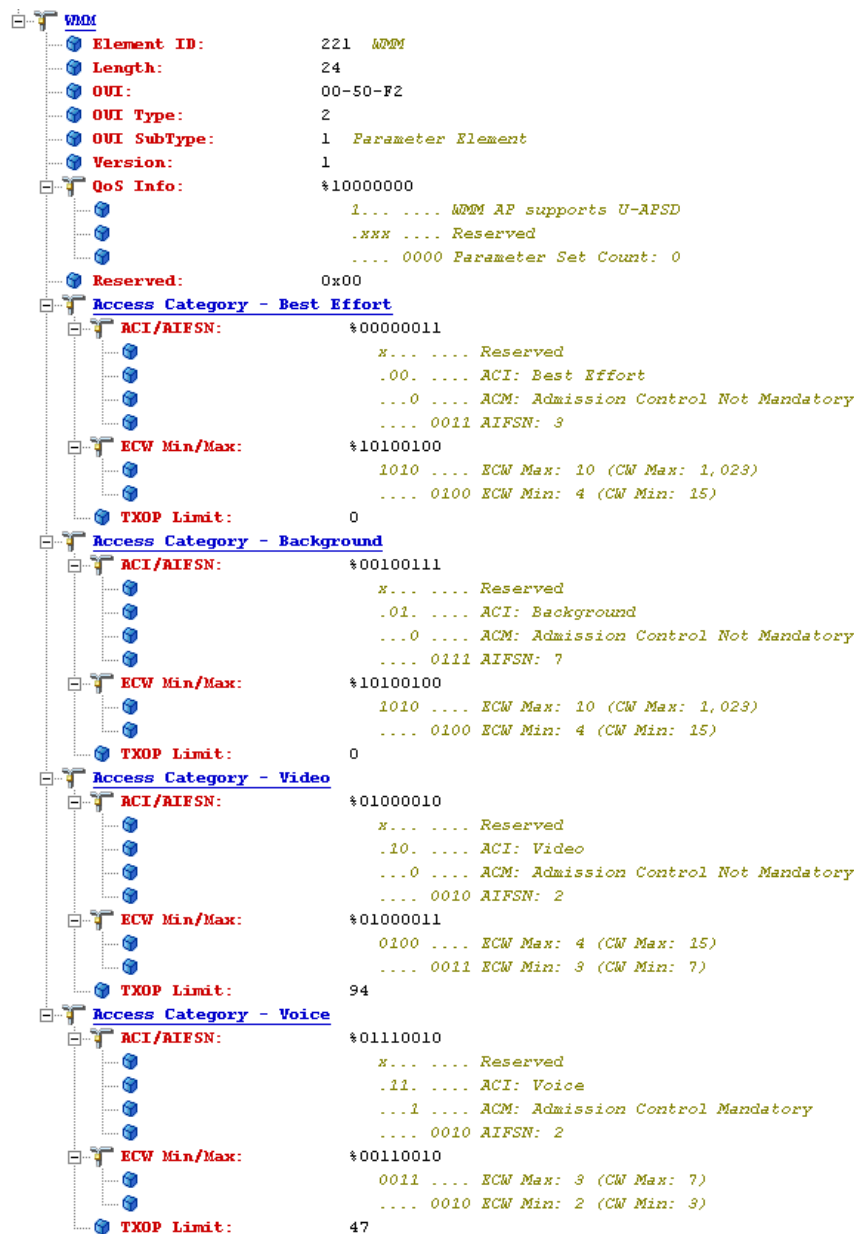 WMM
Element ID: 221 WMM
Length: 24
OUI: 00-50-F2
OUI Type: 2
OUI SubType: 1 Parameter Element
Version: 1
QoS Info: %10000000
1... .... WMM AP supports U-APSD
.xxx .... Reserved
.... 0000 Parameter Set Count: 0
Reserved: 0x00
Access Category - Best Effort
ACI/AIFSN: %00000011
x... .... Reserved
.00. .... ACI: Best Effort
...0 .... ACM: Admission Control Not Mandatory
.... 0011 AIFSN: 3
ECW Min/Max: %10100100
1010 .... ECW Max: 10 (CW Max: 1,023)
.... 0100 ECW Min: 4 (CW Min: 15)
TXOP Limit: 0
Access Category - Background
ACI/AIFSN: %00100111
x... .... Reserved
.01. .... ACI: Background
...0 .... ACM: Admission Control Not Mandatory
.... 0111 AIFSN: 7
ECW Min/Max: %10100100
1010 .... ECW Max: 10 (CW Max: 1,023)
.... 0100 ECW Min: 4 (CW Min: 15)
TXOP Limit: 0
Access Category - Video
ACI/AIFSN: %01000010
x... .... Reserved
.10. .... ACI: Video
...0 .... ACM: Admission Control Not Mandatory
.... 0010 AIFSN: 2
ECW Min/Max: %01000011
0100 .... ECW Max: 4 (CW Max: 15)
.... 0011 ECW Min: 3 (CW Min: 7)
TXOP Limit: 94
Access Category - Voice
ACI/AIFSN: %01110010
x... .... Reserved
.11. .... ACI: Voice
...1 .... ACM: Admission Control Mandatory
.... 0010 AIFSN: 2
ECW Min/Max: %00110010
0011 .... ECW Max: 3 (CW Max: 7)
.... 0010 ECW Min: 2 (CW Min: 3)
TXOP Limit: 47